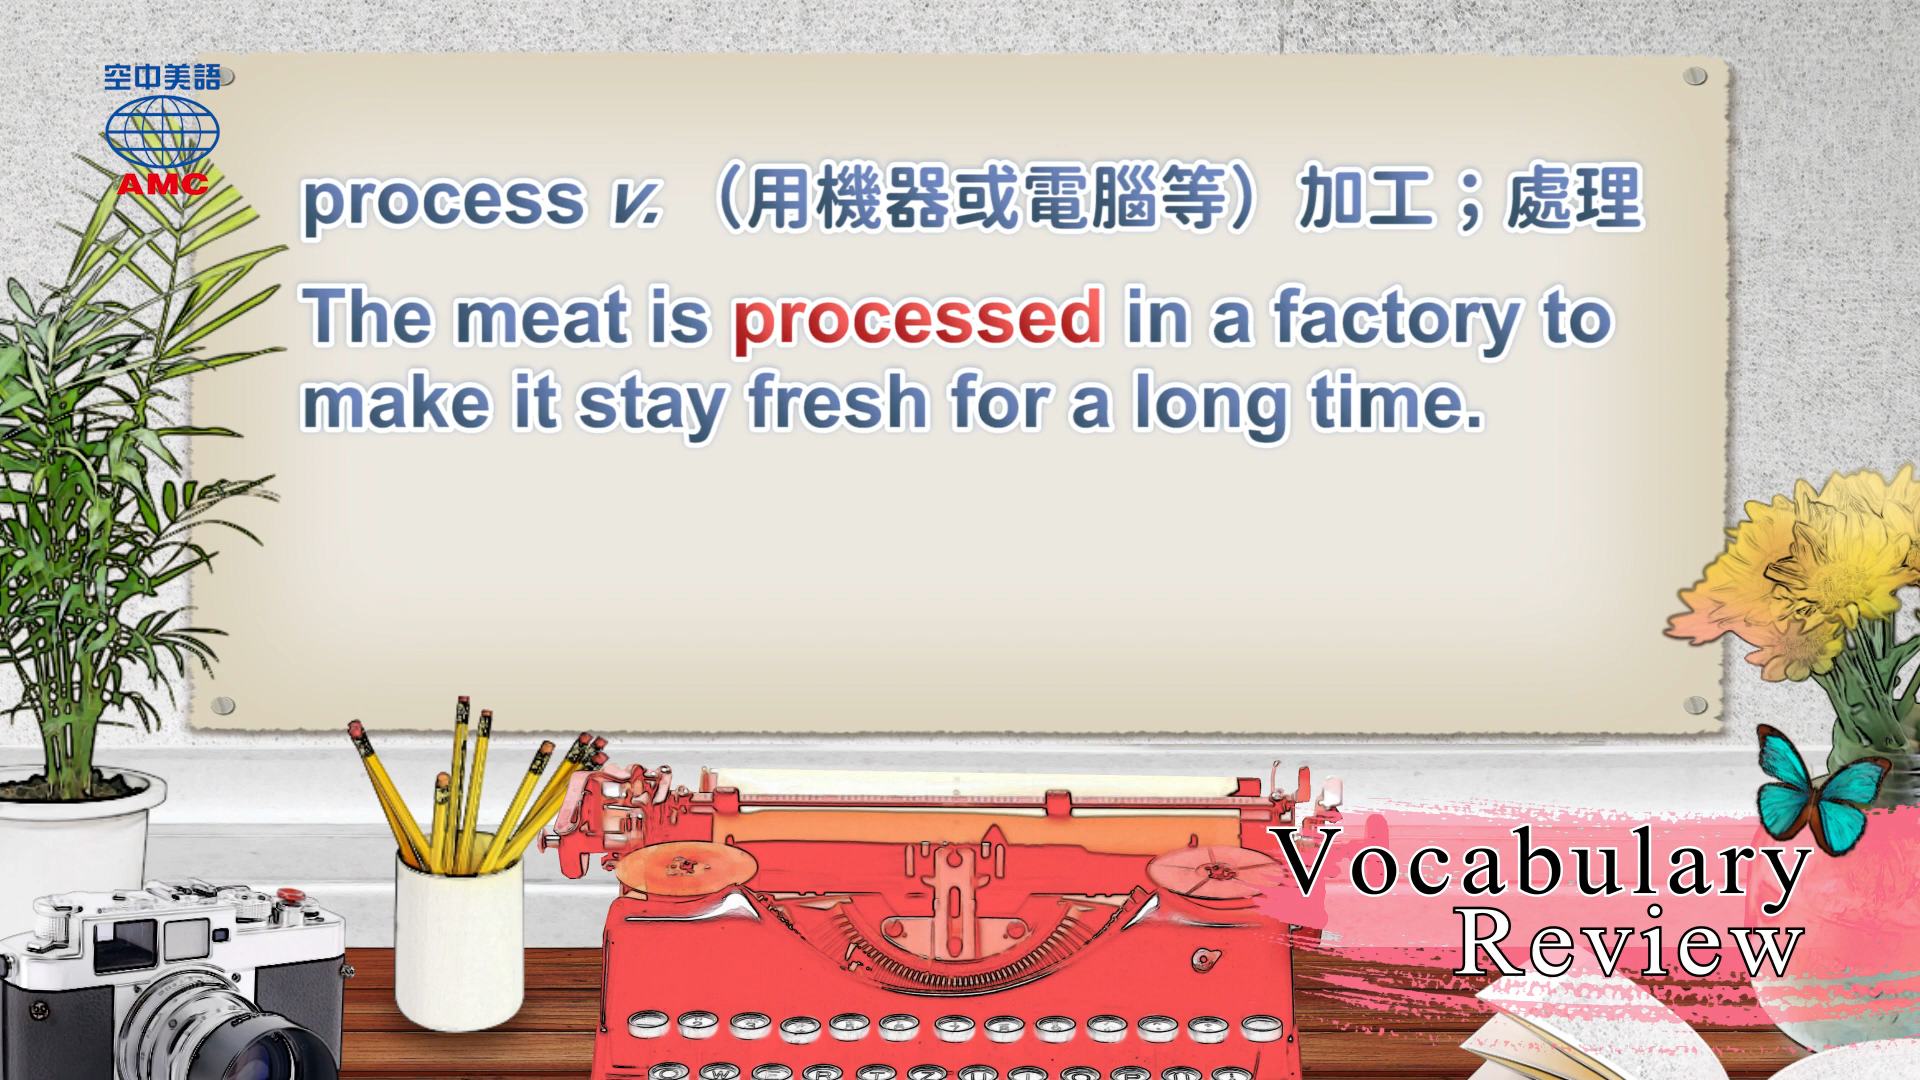 空中美語
AMC
process v.（用機器或電腦等）加工；處理
The meat is processed in a factory to
make it stay fresh for a long time.
Vocabulary
Review